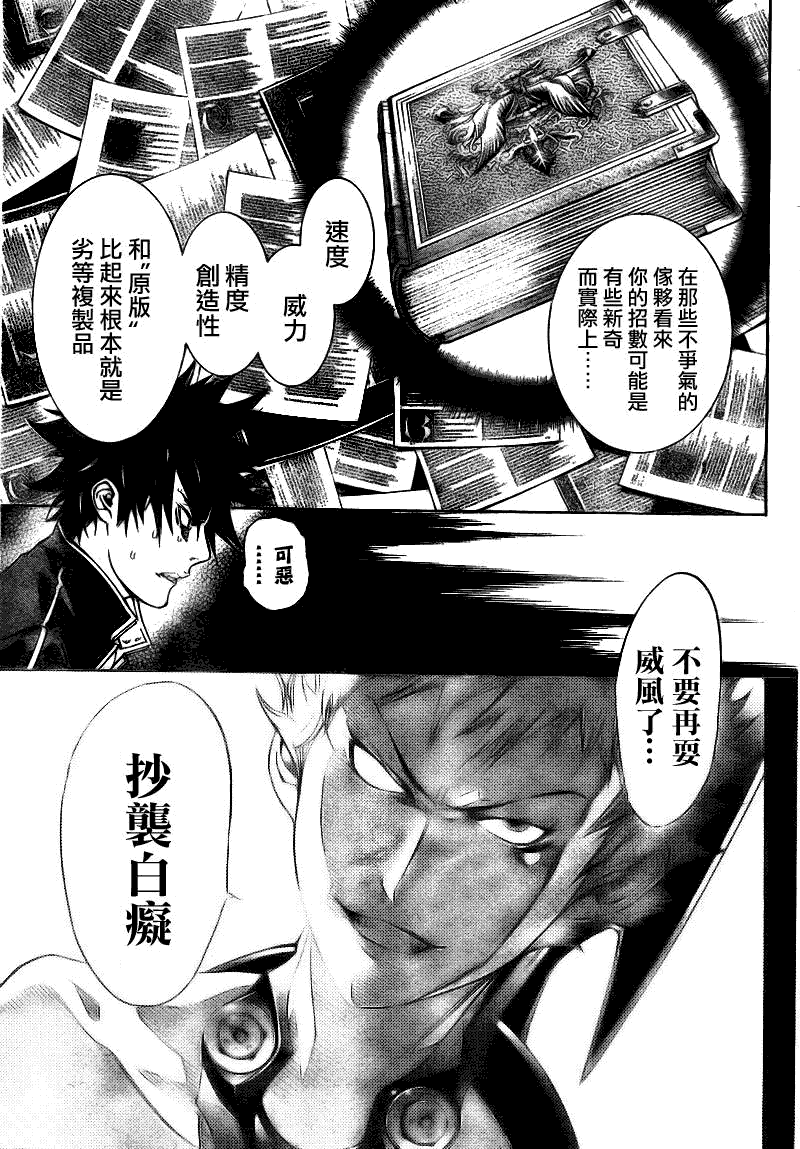 在那些不爭氣的
傢夥看來
你的招數可能是
有些新奇
而實際上……
速度
威力
精度
創造性
和"原版"
比起來根本就是
劣等複製品
可惡
……
不要再耍
威風了…
抄襲白癡